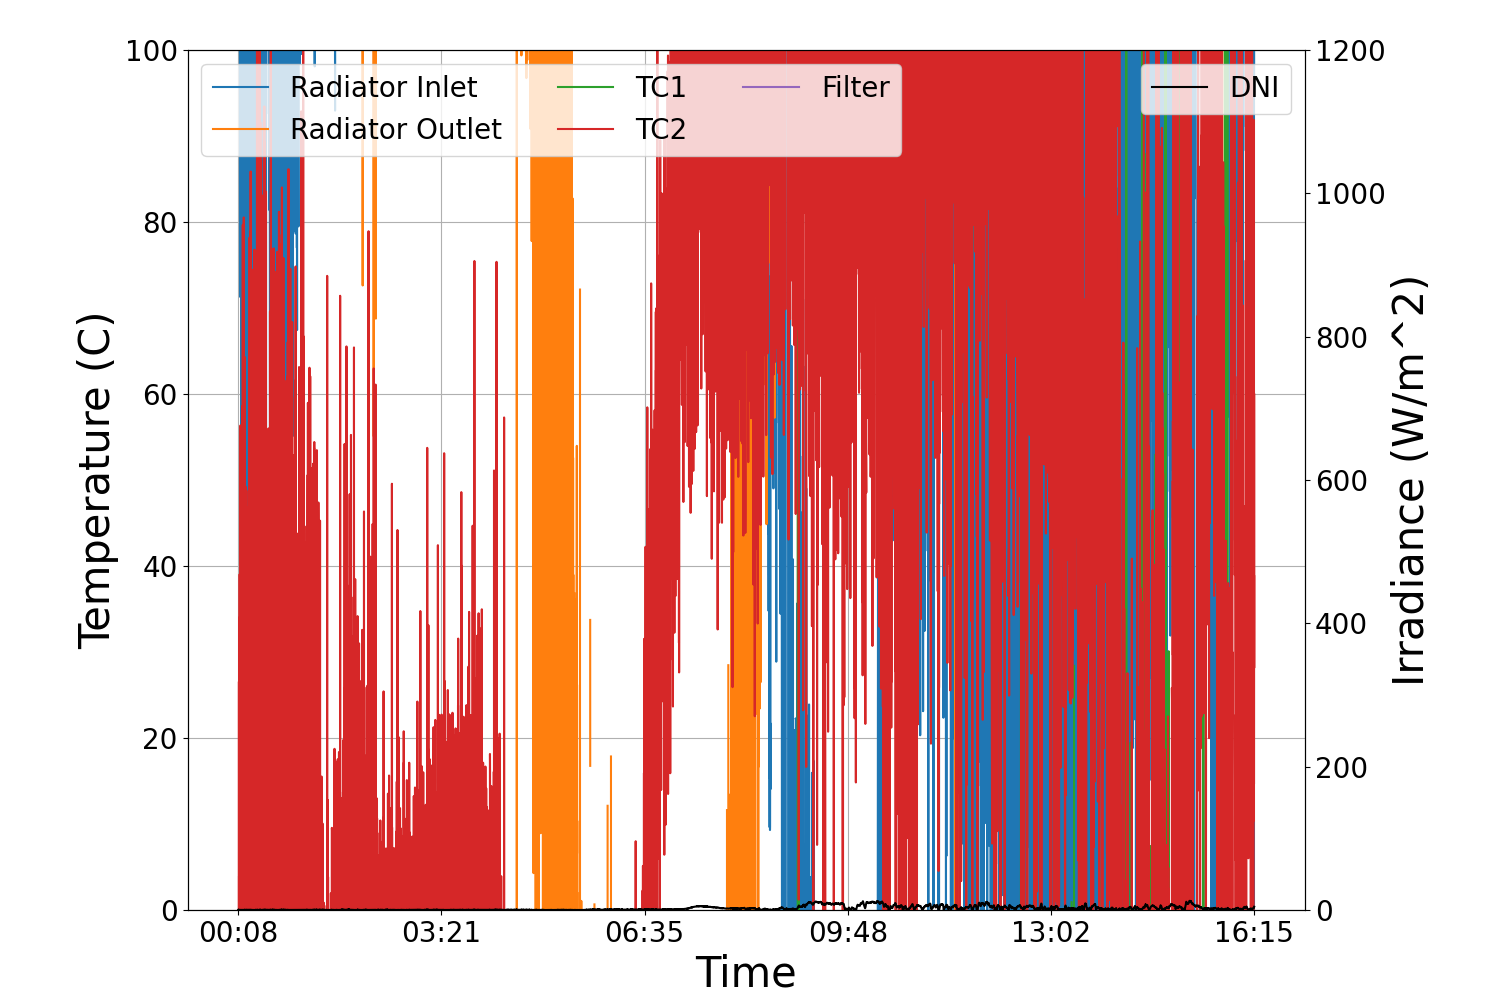 100
80
60
40
20
0
Temperature (C)
Radiator Inlet
Radiator Outlet
TC1
TC2
Filter
DNI
1200
1000
800
600
400
200
0
Irradiance (W/m^2)
00:08
03:21
06:35
09:48
13:02
16:15
Time